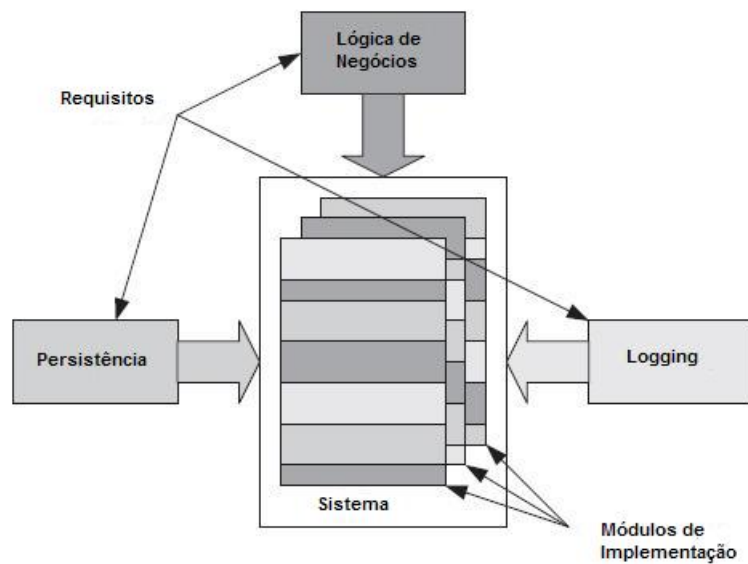 Lógica de
Negócios
Requisitos
Persistência
Logging
Sistema
Módulos de
Implementação